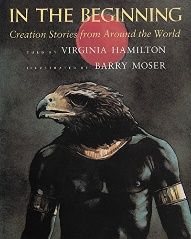 IN THE BEGINNING
Creation Stories from Around the World
TOLD BY VIRGINIA HAMILTON
ILLUSTRATED BY BARRY MOSER